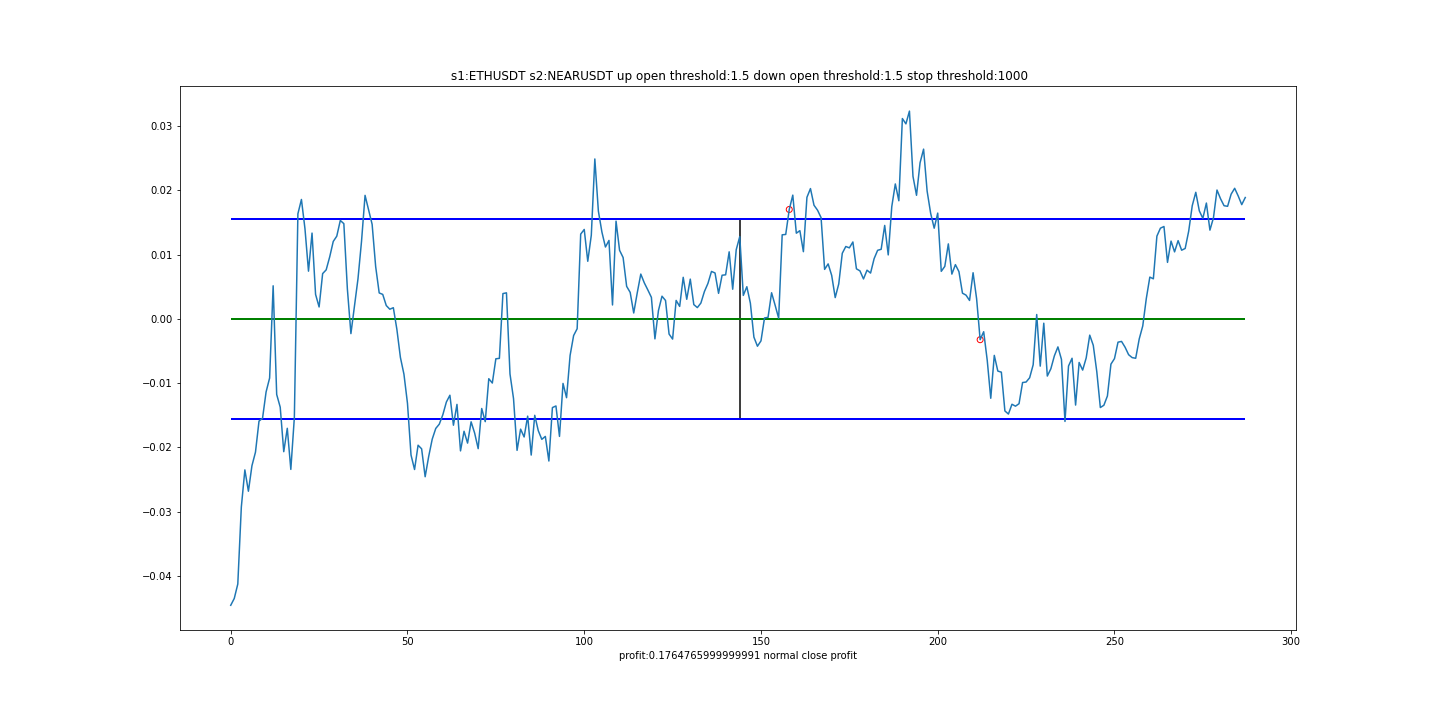 s1:ETHUSDT s2:NEARUSDT up open threshold:1.5 down open threshold:1.5 stop threshold:1000
0.03
0.02
0.01
0.00
−0.01
−0.02
−0.03
−0.04
0 50 100 150 200 250 300
profit:0.1764765999999991 normal close profit